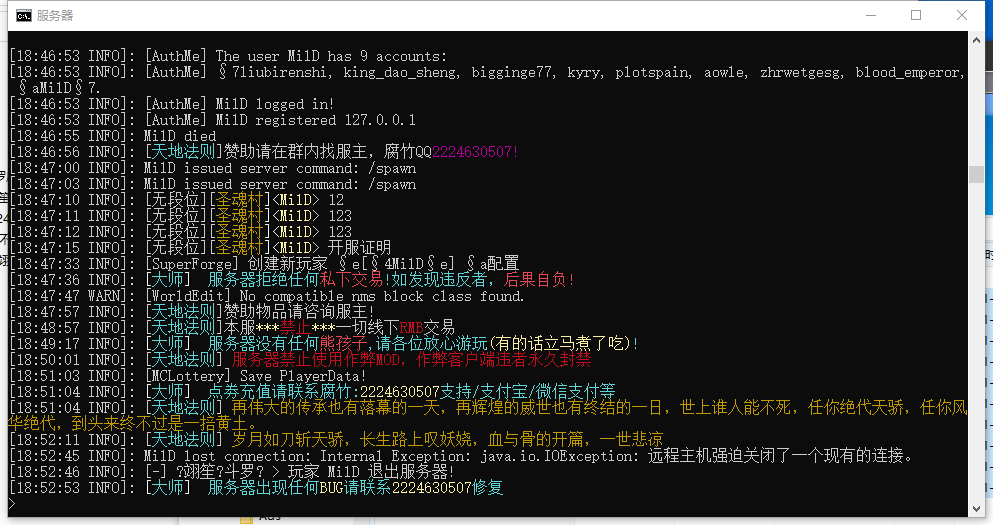 服务器
[18:46:53 INFO]: [AuthMe] The user Mi1D has 9 accounts:
[18:46:53 INFO]: [AuthMe] §7liubirenshi, king_dao_sheng, bigginge77, kyry, plotspain, aowle, zhrwetgesg, blood_emperor,
§aMi1D§7.
[18:46:53 INFO]: [AuthMe] Mi1D logged in!
[18:46:53 INFO]: [AuthMe] Mi1D registered 127.0.0.1
[18:46:55 INFO]: Mi1D died
[18:46:56 INFO]: [天地法则]赞助请在群内找服主，腐竹QQ2224630507!
[18:47:00 INFO]: Mi1D issued server command: /spawn
[18:47:03 INFO]: Mi1D issued server command: /spawn
[18:47:10 INFO]: [无段位][圣魂村]<Mi1D> 12
[18:47:11 INFO]: [无段位][圣魂村]<Mi1D> 123
[18:47:12 INFO]: [无段位][圣魂村]<Mi1D> 123
[18:47:15 INFO]: [无段位][圣魂村]<Mi1D> 开服证明
[18:47:33 INFO]: [SuperForge] 创建新玩家 §e[§4Mi1D§e] §a配置
[18:47:36 INFO]: [大师] 服务器拒绝任何私下交易!如发现违反者，后果自负!
[18:47:47 WARN]: [WorldEdit] No compatible nms block class found.
[18:47:57 INFO]: [天地法则]赞助物品请咨询服主!
[18:48:57 INFO]: [天地法则]本服***禁止***一切线下RMB交易
[18:49:17 INFO]: [大师] 服务器没有任何熊孩子,请各位放心游玩(有的话立马煮了吃)!
[18:50:01 INFO]: [天地法则] 服务器禁止使用作弊MOD，作弊客户端违者永久封禁
[18:51:03 INFO]: [MCLottery] Save PlayerData!
[18:51:04 INFO]: [大师] 点券充值请联系腐竹:2224630507支持/支付宝/微信支付等
[18:51:04 INFO]: [天地法则] 再伟大的传承也有落幕的一天，再辉煌的威世也有终结的一日，世上谁人能不死，任你绝代天骄，任你风
华绝代，到头来终不过是一捂黄土。
[18:52:11 INFO]: [天地法则] 岁月如刀斩天骄，长生路上叹妖娆，血与骨的开篇，一世悲凉
[18:52:45 INFO]: Mi1D lost connection: Internal Exception: java.io.IOException: 远程主机强迫关闭了一个现有的连接。
[18:52:46 INFO]: [-] ?翊笙?斗罗? > 玩家 Mi1D 退出服务器!
[18:52:53 INFO]: [大师] 服务器出现任何BUG请联系2224630507修复
>